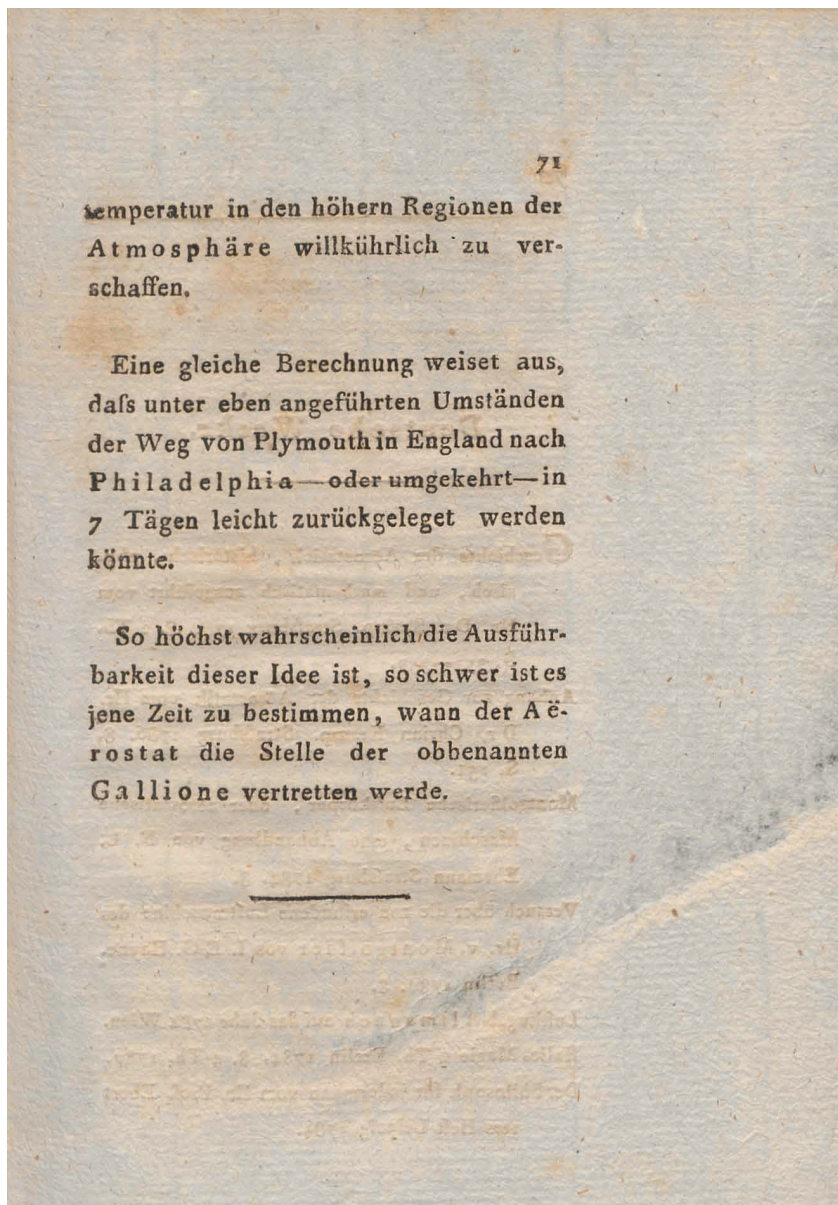 71
temperatur in den höhern Regionen der
Atmosphäre willkührlich zu ver-
schaffen.
Eine gleiche Berechnung weiset aus,
daſs unter eben angeführten Umständen
der Weg von Plymouth in England nach
Philadelphia — oder umgekehrt — in
7 Tägen leicht zurückgeleget werden
könnte.
So höchst wahrscheinlich die Ausführ-
barkeit dieser Idee ist, so schwer ist es
jene Zeit zu bestimmen, wann der Aë-
rostat die Stelle der obbenannten
Gallione vertretten werde.